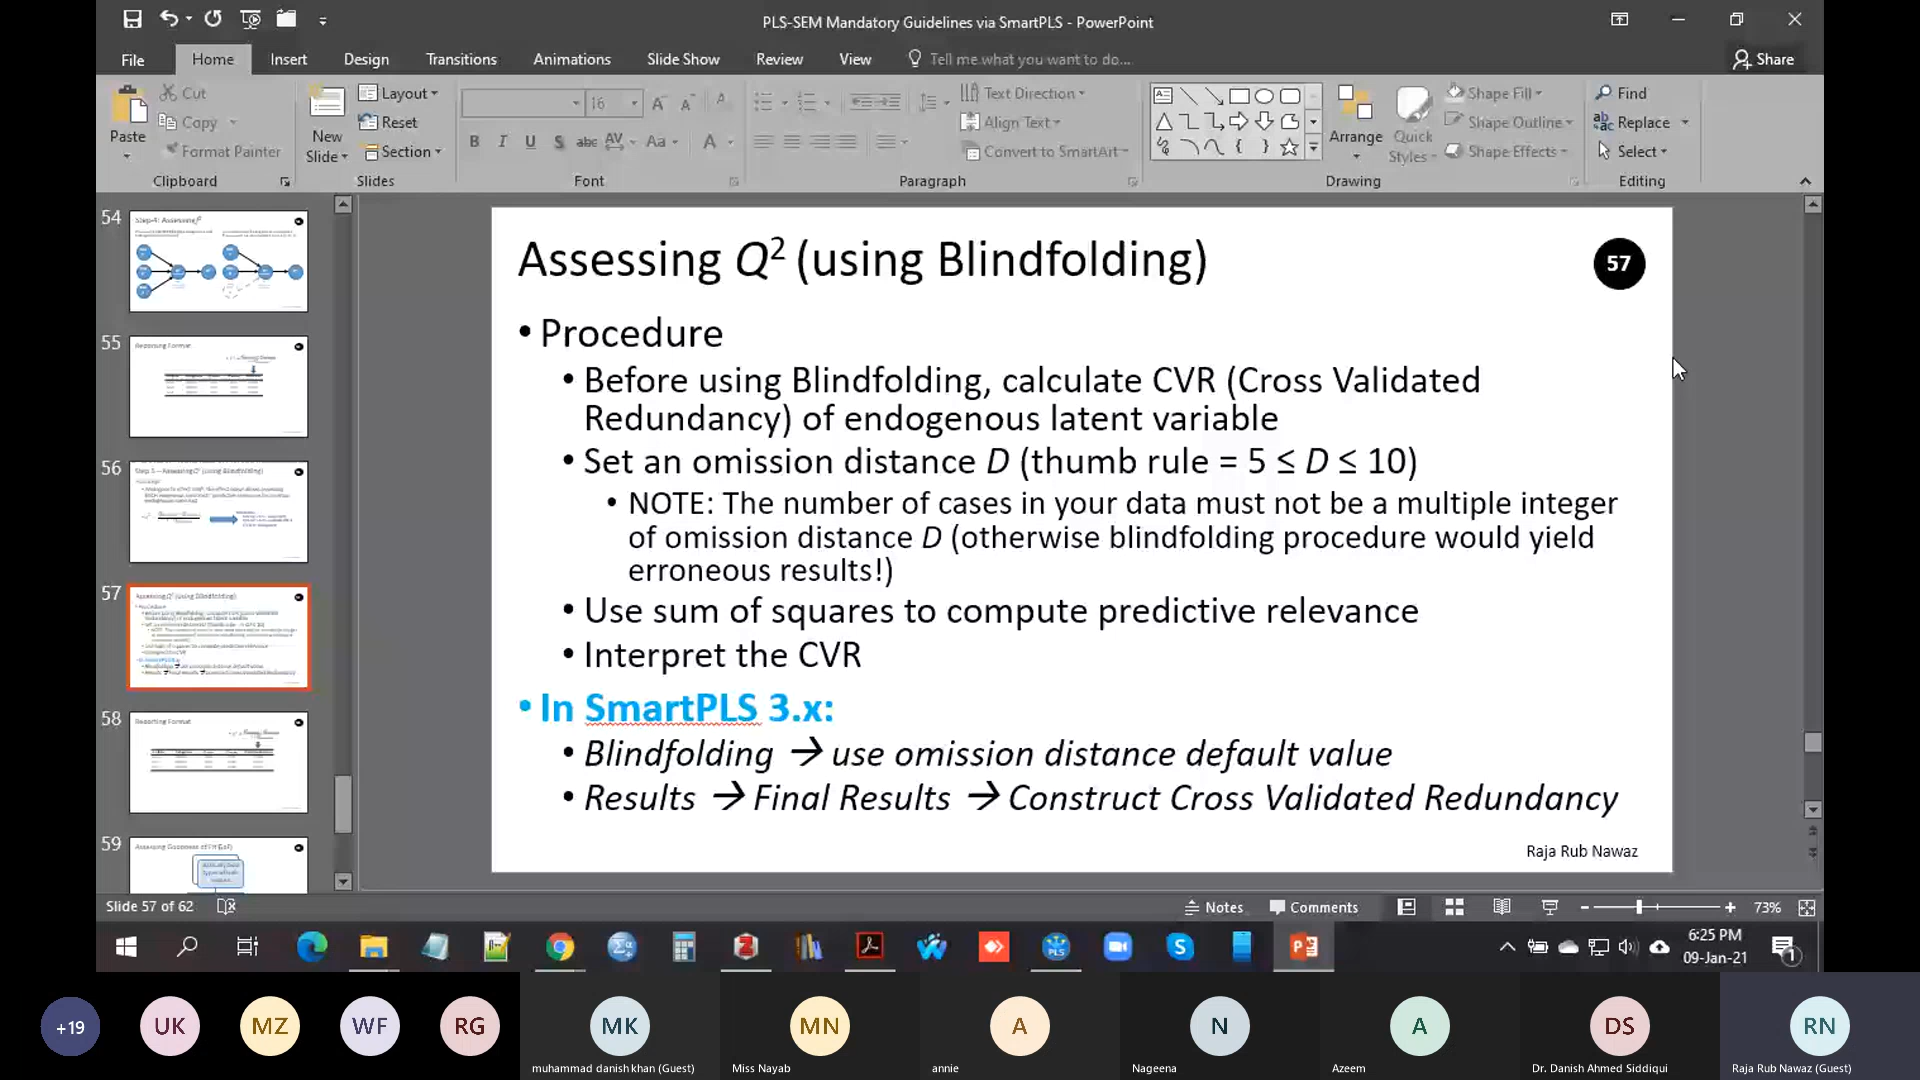 PLS-SEM Mandatory Guidelines via SmartPLS - PowerPoint
File Home Insert Design Transitions Animations Slide Show Review View Tell me what you want to do... Share
Cut
Copy
Format Painter
Paste
Clipboard
New
Slide
Layout
Reset
Section
Slides
16
B I U S abc AV Aa A
Font
Text Direction
Align Text
Convert to SmartArt
Paragraph
Arrange
Quick
Styles
Shape Fill
Shape Outline
Shape Effects
Drawing
Find
Replace
Select
Editing
54
55
Reporting Format
56
57
58
Reporting Format
59
Assessing Q² (using Blindfolding)
57
• Procedure
• Before using Blindfolding, calculate CVR (Cross Validated
Redundancy) of endogenous latent variable
• Set an omission distance D (thumb rule = 5 ≤ D ≤ 10)
• NOTE: The number of cases in your data must not be a multiple integer
of omission distance D (otherwise blindfolding procedure would yield
erroneous results!)
• Use sum of squares to compute predictive relevance
• Interpret the CVR
• In SmartPLS 3.x:
• Blindfolding → use omission distance default value
• Results → Final Results → Construct Cross Validated Redundancy
Raja Rub Nawaz
Slide 57 of 62
Notes Comments 73%
6:25 PM
09-Jan-21
+19 UK MZ WF RG MK MN A N A DS RN
muhammad danish khan (Guest) Miss Nayab annie Nageena Azeem Dr. Danish Ahmed Siddiqui Raja Rub Nawaz (Guest)